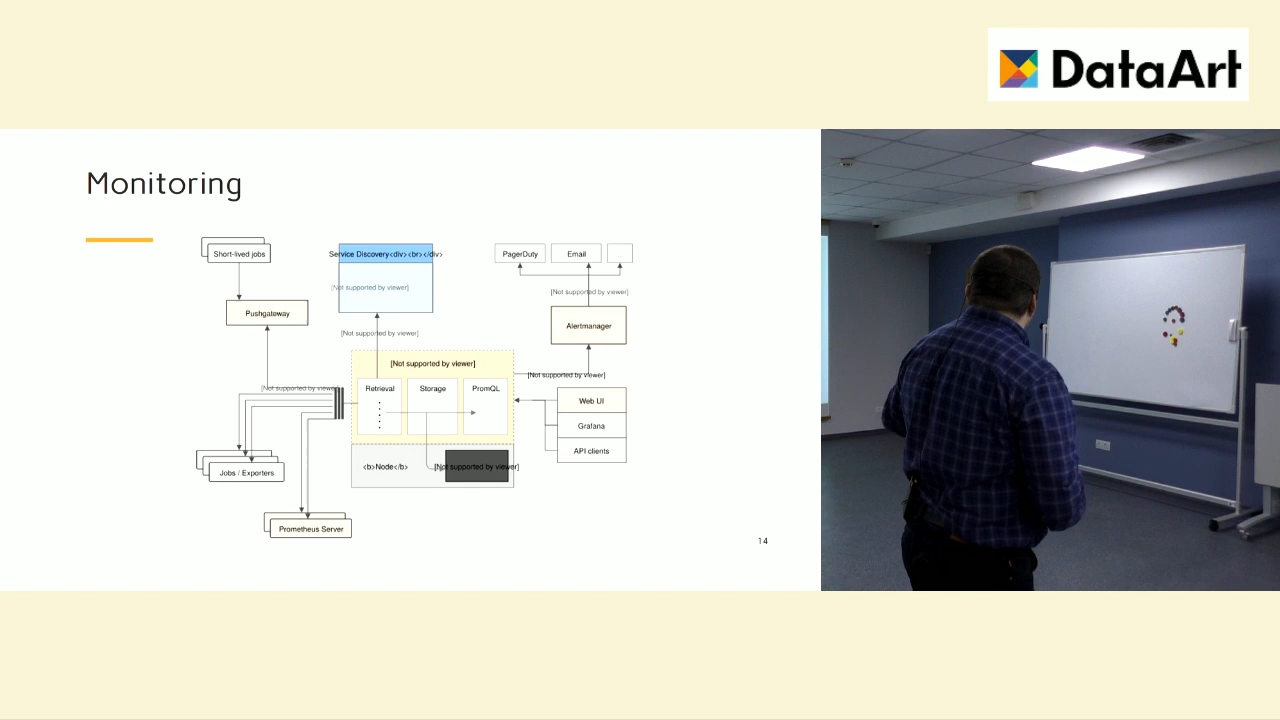 DataArt
Monitoring
Short-lived jobs
Service Discovery<div><br></div>
PagerDuty
Email
[Not supported by viewer]
[Not supported by viewer]
Pushgateway
Alertmanager
[Not supported by viewer]
[Not supported by viewer]
[Not supported by viewer]
[Not supported by viewer]
Retrieval
Storage
PromQL
Web UI
Grafana
API clients
Jobs / Exporters
<b>Node</b>
[Not supported by viewer]
Prometheus Server
14